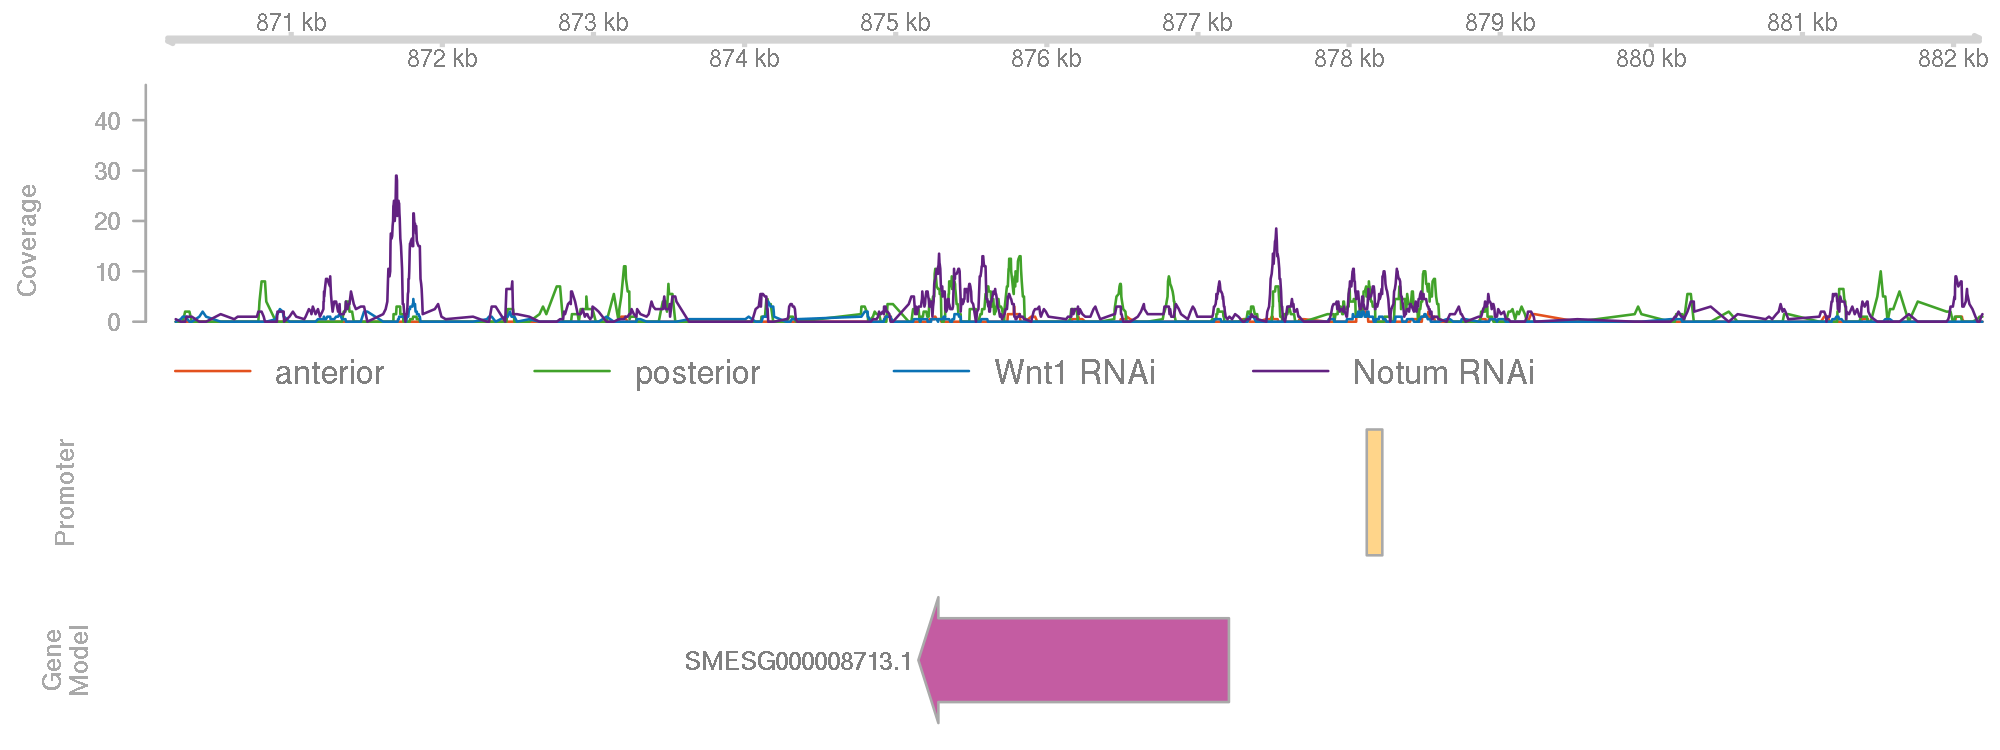 871 kb 873 kb 875 kb 877 kb 879 kb 881 kb
872 kb 874 kb 876 kb 878 kb 880 kb 882 kb
Coverage
40
30
20
10
0
anterior posterior Wnt1 RNAi Notum RNAi
Promoter
Gene
Model
SMESG000008713.1